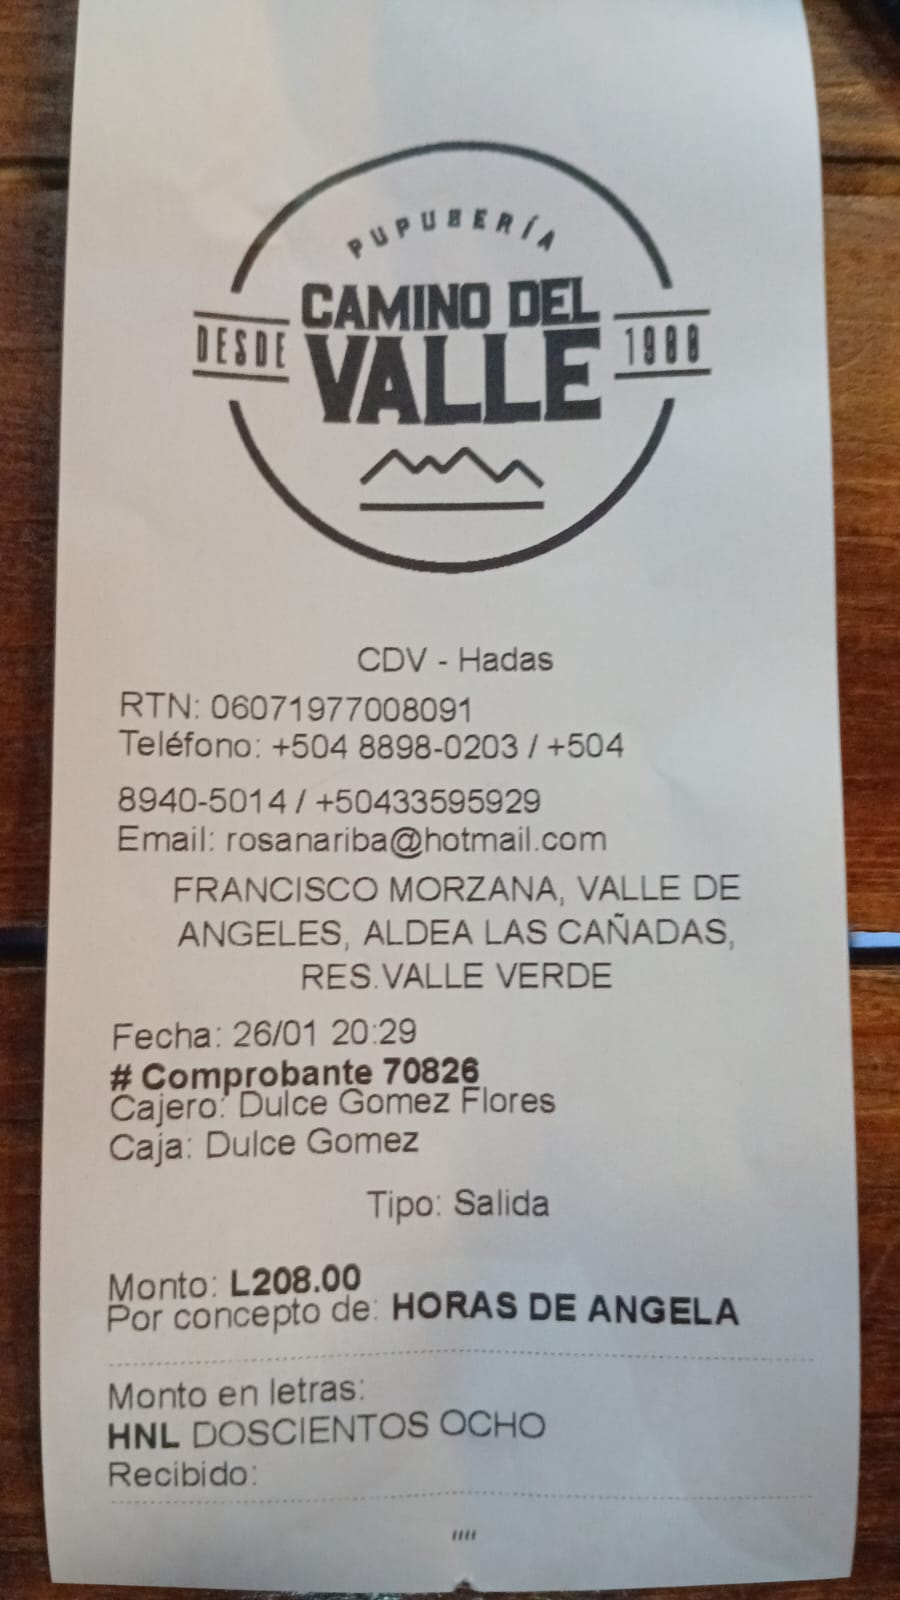 PUPUSERÍA
CAMINO DEL
VALLE
DESDE 1988
CDV - Hadas
RTN: 06071977008091
Teléfono: +504 8898-0203 / +504
8940-5014 / +50433595929
Email: rosanariba@hotmail.com
FRANCISCO MORZANA, VALLE DE
ANGELES, ALDEA LAS CAÑADAS,
RES.VALLE VERDE
Fecha: 26/01 20:29
# Comprobante 70826
Cajero: Dulce Gomez Flores
Caja: Dulce Gomez
Tipo: Salida
Monto: L208.00
Por concepto de: HORAS DE ANGELA
Monto en letras:
HNL DOSCIENTOS OCHO
Recibido:
////